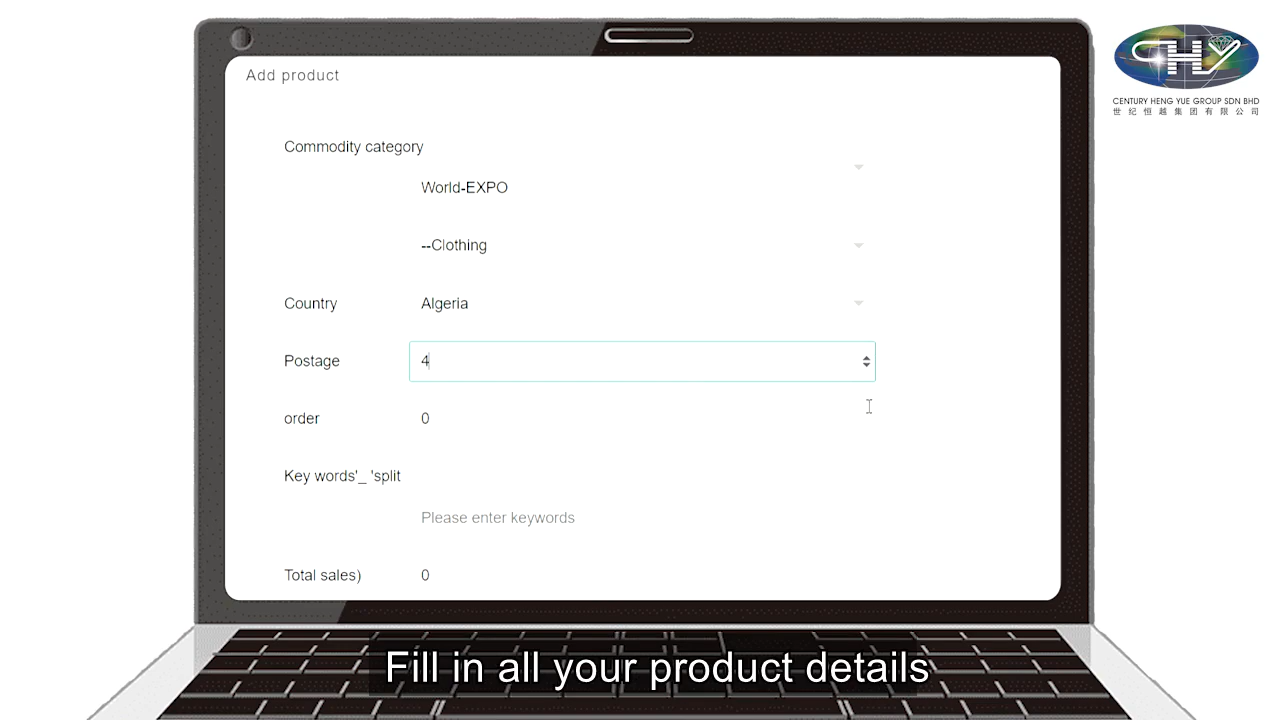 Add product
Commodity category
World-EXPO
--Clothing
Country
Algeria
Postage
4
order
0
Key words'_ 'split
Please enter keywords
Total sales)
0
CHY
CENTURY HENG YUE GROUP SDN BHD
世纪恒越集团有限公司
Fill in all your product details